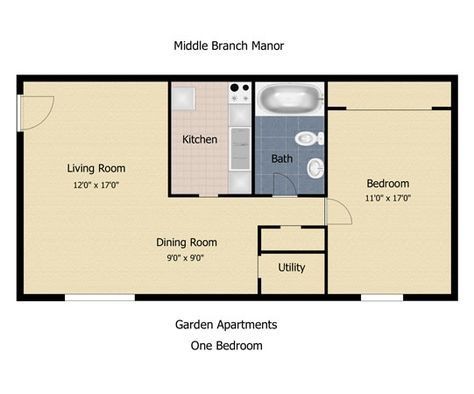 Middle Branch Manor
Kitchen
Living Room
12'0" x 17'0"
Bath
Bedroom
11'0" x 17'0"
Dining Room
9'0" x 9'0"
Utility
Garden Apartments
One Bedroom